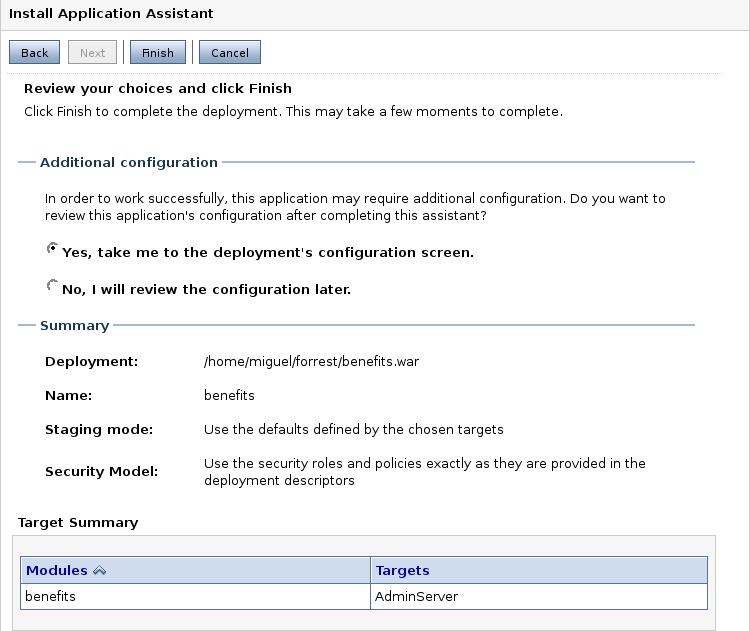 Install Application Assistant
Back Next Finish Cancel
Review your choices and click Finish
Click Finish to complete the deployment. This may take a few moments to complete.
Additional configuration
In order to work successfully, this application may require additional configuration. Do you want to
review this application's configuration after completing this assistant?
Yes, take me to the deployment's configuration screen.
No, I will review the configuration later.
Summary
Deployment: /home/miguel/forrest/benefits.war
Name: benefits
Staging mode: Use the defaults defined by the chosen targets
Security Model: Use the security roles and policies exactly as they are provided in the
deployment descriptors
Target Summary
Modules Targets
benefits AdminServer